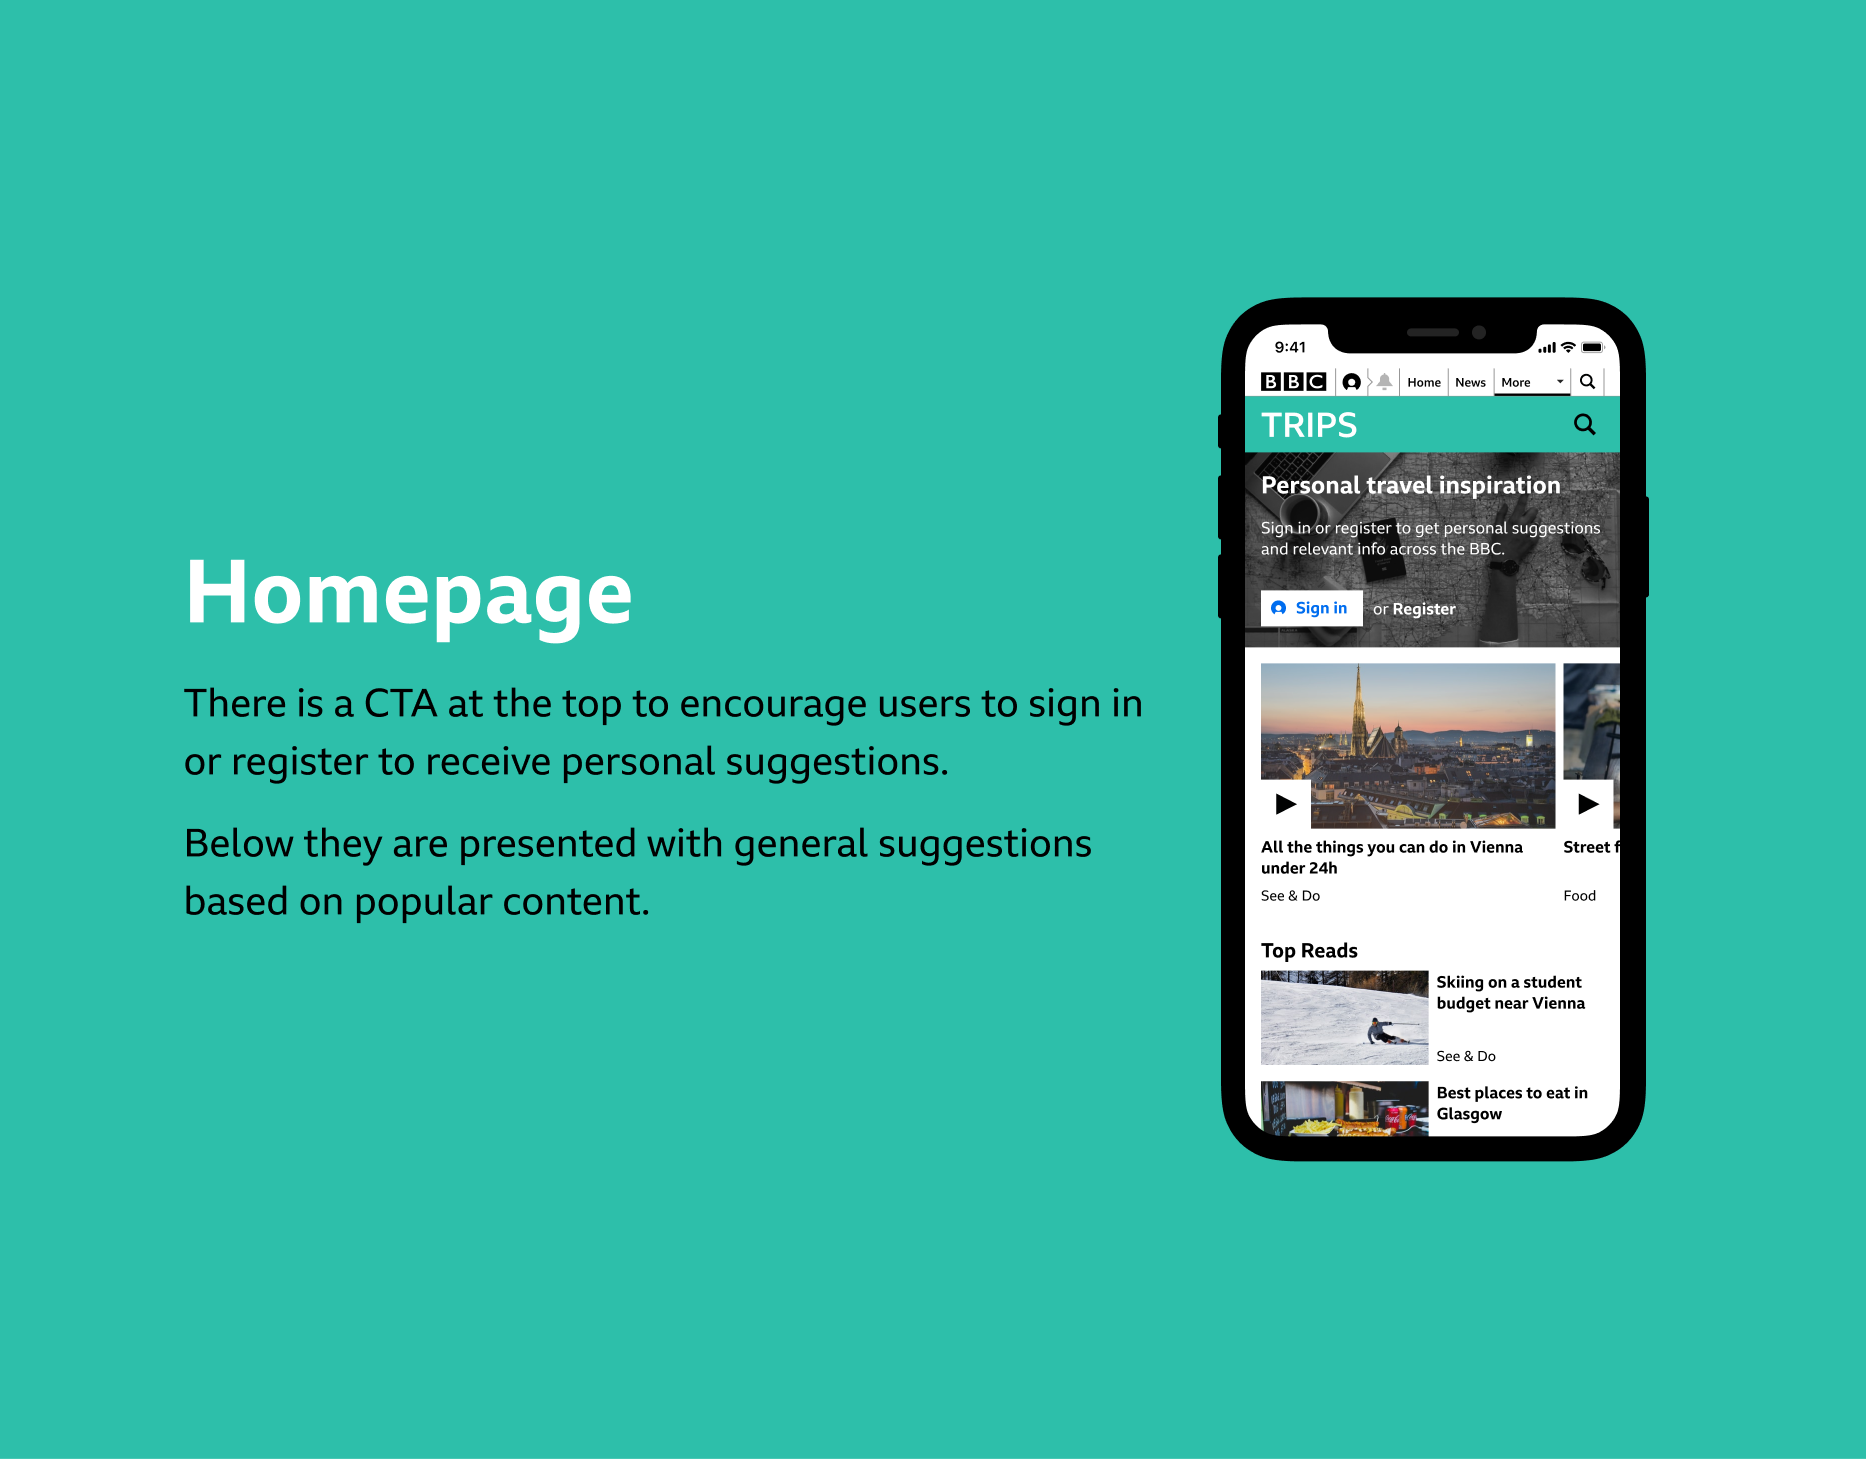 Homepage
There is a CTA at the top to encourage users to sign in
or register to receive personal suggestions.
Below they are presented with general suggestions
based on popular content.
9:41
BBC Home News More
TRIPS
Personal travel inspiration
Sign in or register to get personal suggestions
and relevant info across the BBC.
Sign in or Register
All the things you can do in Vienna
under 24h
See & Do
Street f
Food
Top Reads
Skiing on a student
budget near Vienna
See & Do
Best places to eat in
Glasgow